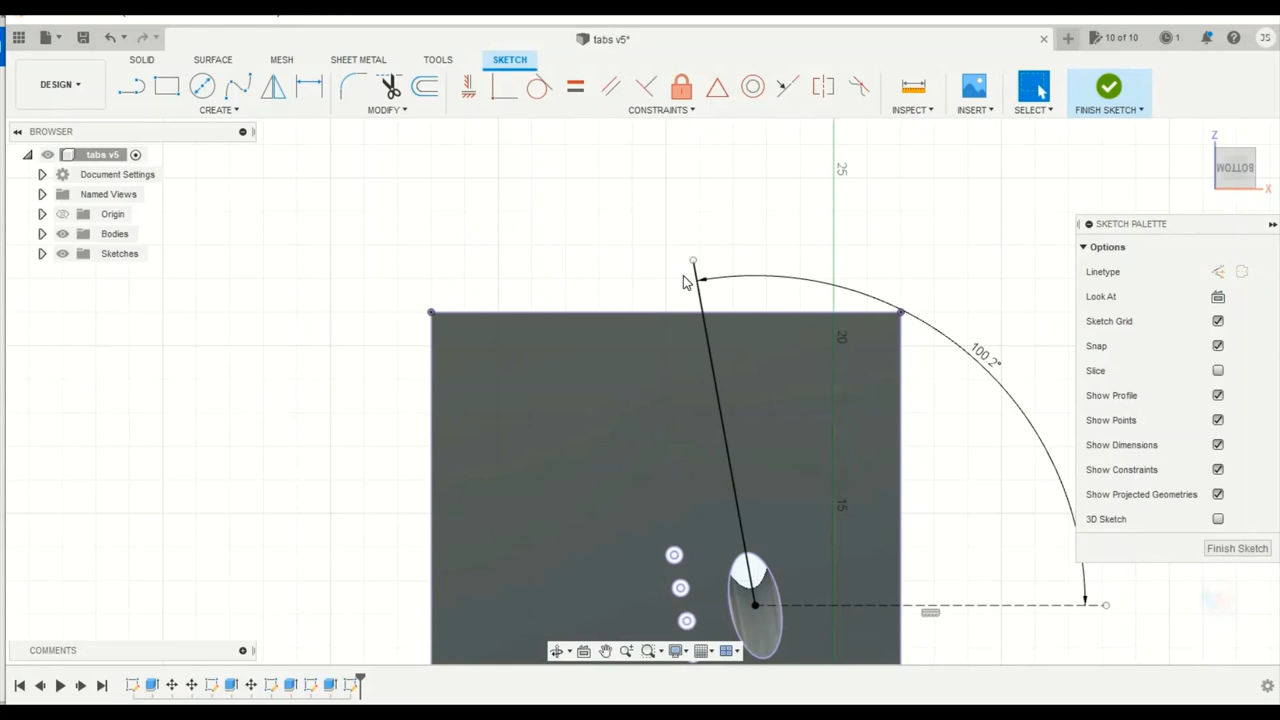 tabs v5*
10 of 10
1
JS
DESIGN
SOLID
SURFACE
MESH
SHEET METAL
TOOLS
SKETCH
CREATE
MODIFY
CONSTRAINTS
INSPECT
INSERT
SELECT
FINISH SKETCH
BROWSER
tabs v5
Document Settings
Named Views
Origin
Bodies
Sketches
25
20
15
100.2°
Z
BOTTOM
X
SKETCH PALETTE
Options
Linetype
Look At
Sketch Grid
Snap
Slice
Show Profile
Show Points
Show Dimensions
Show Constraints
Show Projected Geometries
3D Sketch
Finish Sketch
COMMENTS